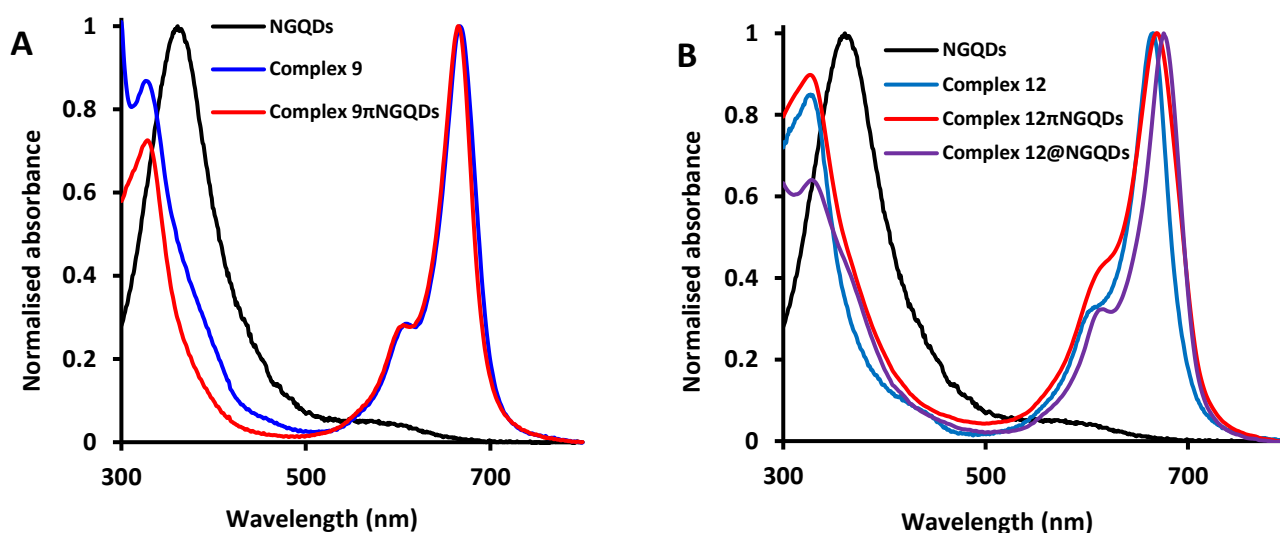 A
NGQDs
Complex 9
Complex 9πNGQDs
1
0.8
0.6
0.4
0.2
0
300
500
700
Normalised absorbance
Wavelength (nm)
B
NGQDs
Complex 12
Complex 12πNGQDs
Complex 12@NGQDs
1
0.8
0.6
0.4
0.2
0
300
500
700
Normalised absorbance
Wavelength (nm)